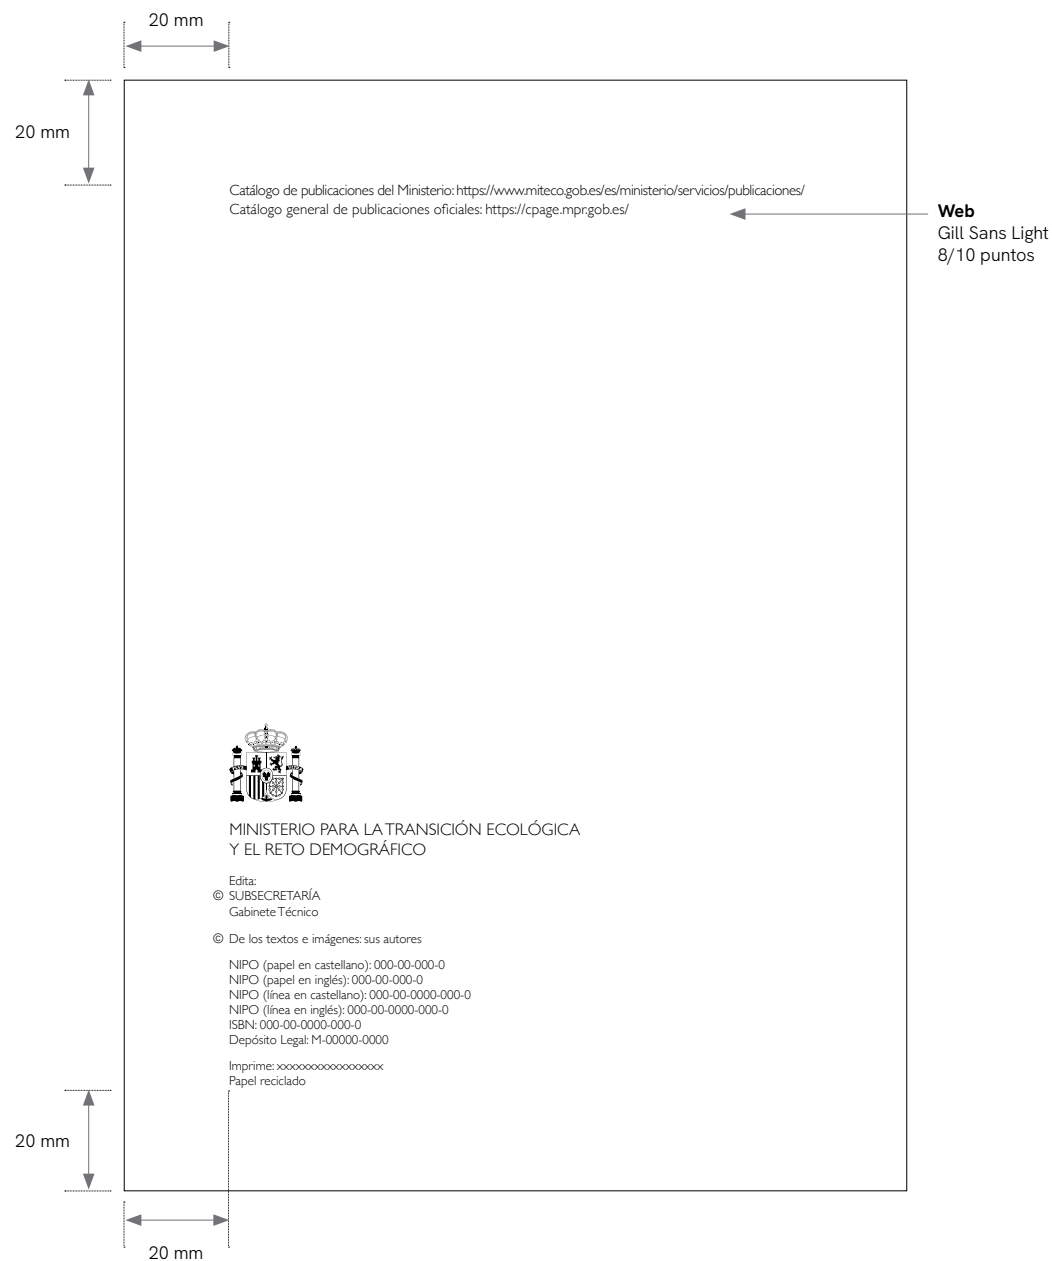 20 mm
20 mm
Catálogo de publicaciones del Ministerio: https://www.miteco.gob.es/es/ministerio/servicios/publicaciones/
Catálogo general de publicaciones oficiales: https://cpage.mpr.gob.es/
Web
Gill Sans Light
8/10 puntos
MINISTERIO PARA LA TRANSICIÓN ECOLÓGICA
Y EL RETO DEMOGRÁFICO
Edita:
© SUBSECRETARÍA
Gabinete Técnico
© De los textos e imágenes: sus autores
NIPO (papel en castellano): 000-00-000-0
NIPO (papel en inglés): 000-00-000-0
NIPO (línea en castellano): 000-00-0000-000-0
NIPO (línea en inglés): 000-00-0000-000-0
ISBN: 000-00-0000-000-0
Depósito Legal: M-00000-0000
Imprime: xxxxxxxxxxxxxxxxx
Papel reciclado
20 mm
20 mm